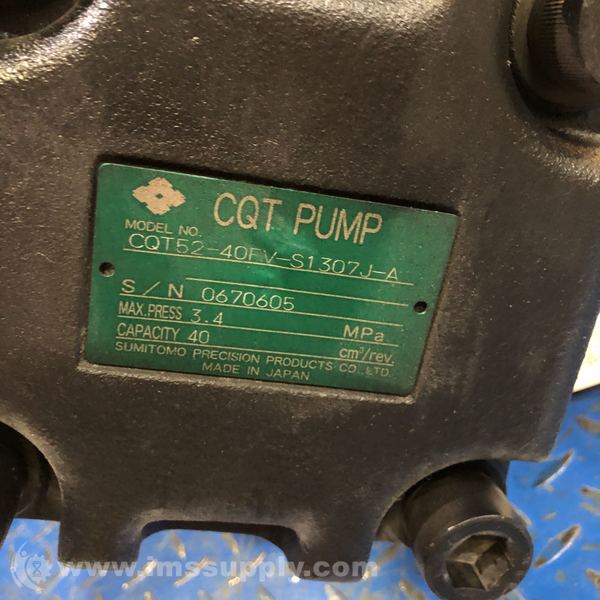 CQT PUMP
MODEL NO.
CQT52-40FV-S1307J-A
S/N 0670605
MAX.PRESS 3.4 MPa
CAPACITY 40 cm³/rev.
SUMITOMO PRECISION PRODUCTS CO.,LTD.
MADE IN JAPAN
www.imssupply.com